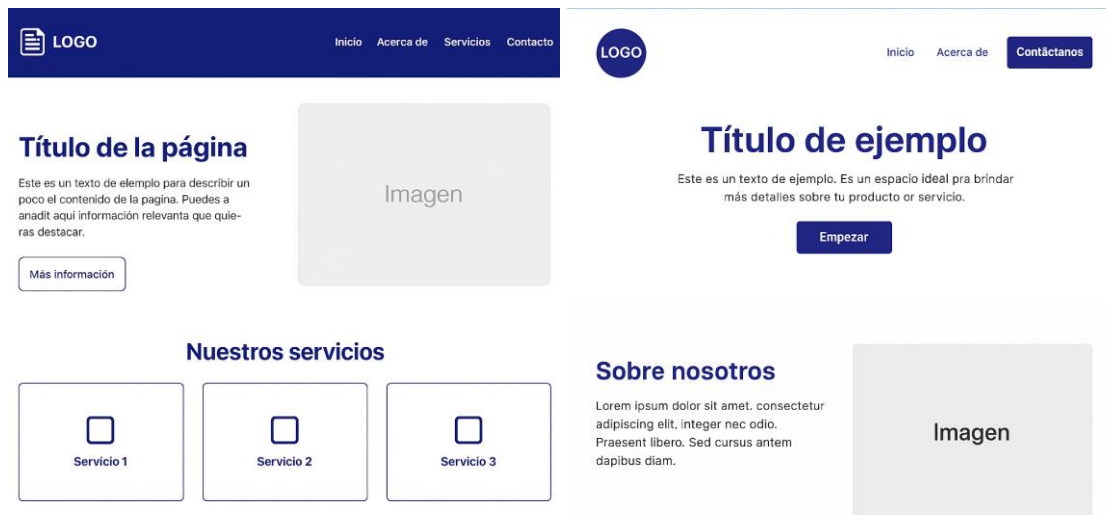 LOGO
Inicio Acerca de Servicios Contacto
Título de la página
Este es un texto de elemplo para describir un
poco el contenido de la pagina. Puedes a
anadit aqui información relevanta que quie-
ras destacar.
Más información
Imagen
Nuestros servicios
Servicio 1
Servicio 2
Servicio 3
LOGO
Inicio Acerca de Contäctanos
Título de ejemplo
Este es un texto de ejemplo. Es un espacio ideal pra brindar
más detalles sobre tu producto or servicio.
Empezar
Sobre nosotros
Lorem ipsum dolor sit amet. consectetur
adipiscing elit, integer nec odio.
Praesent libero. Sed cursus antem
dapibus diam.
Imagen